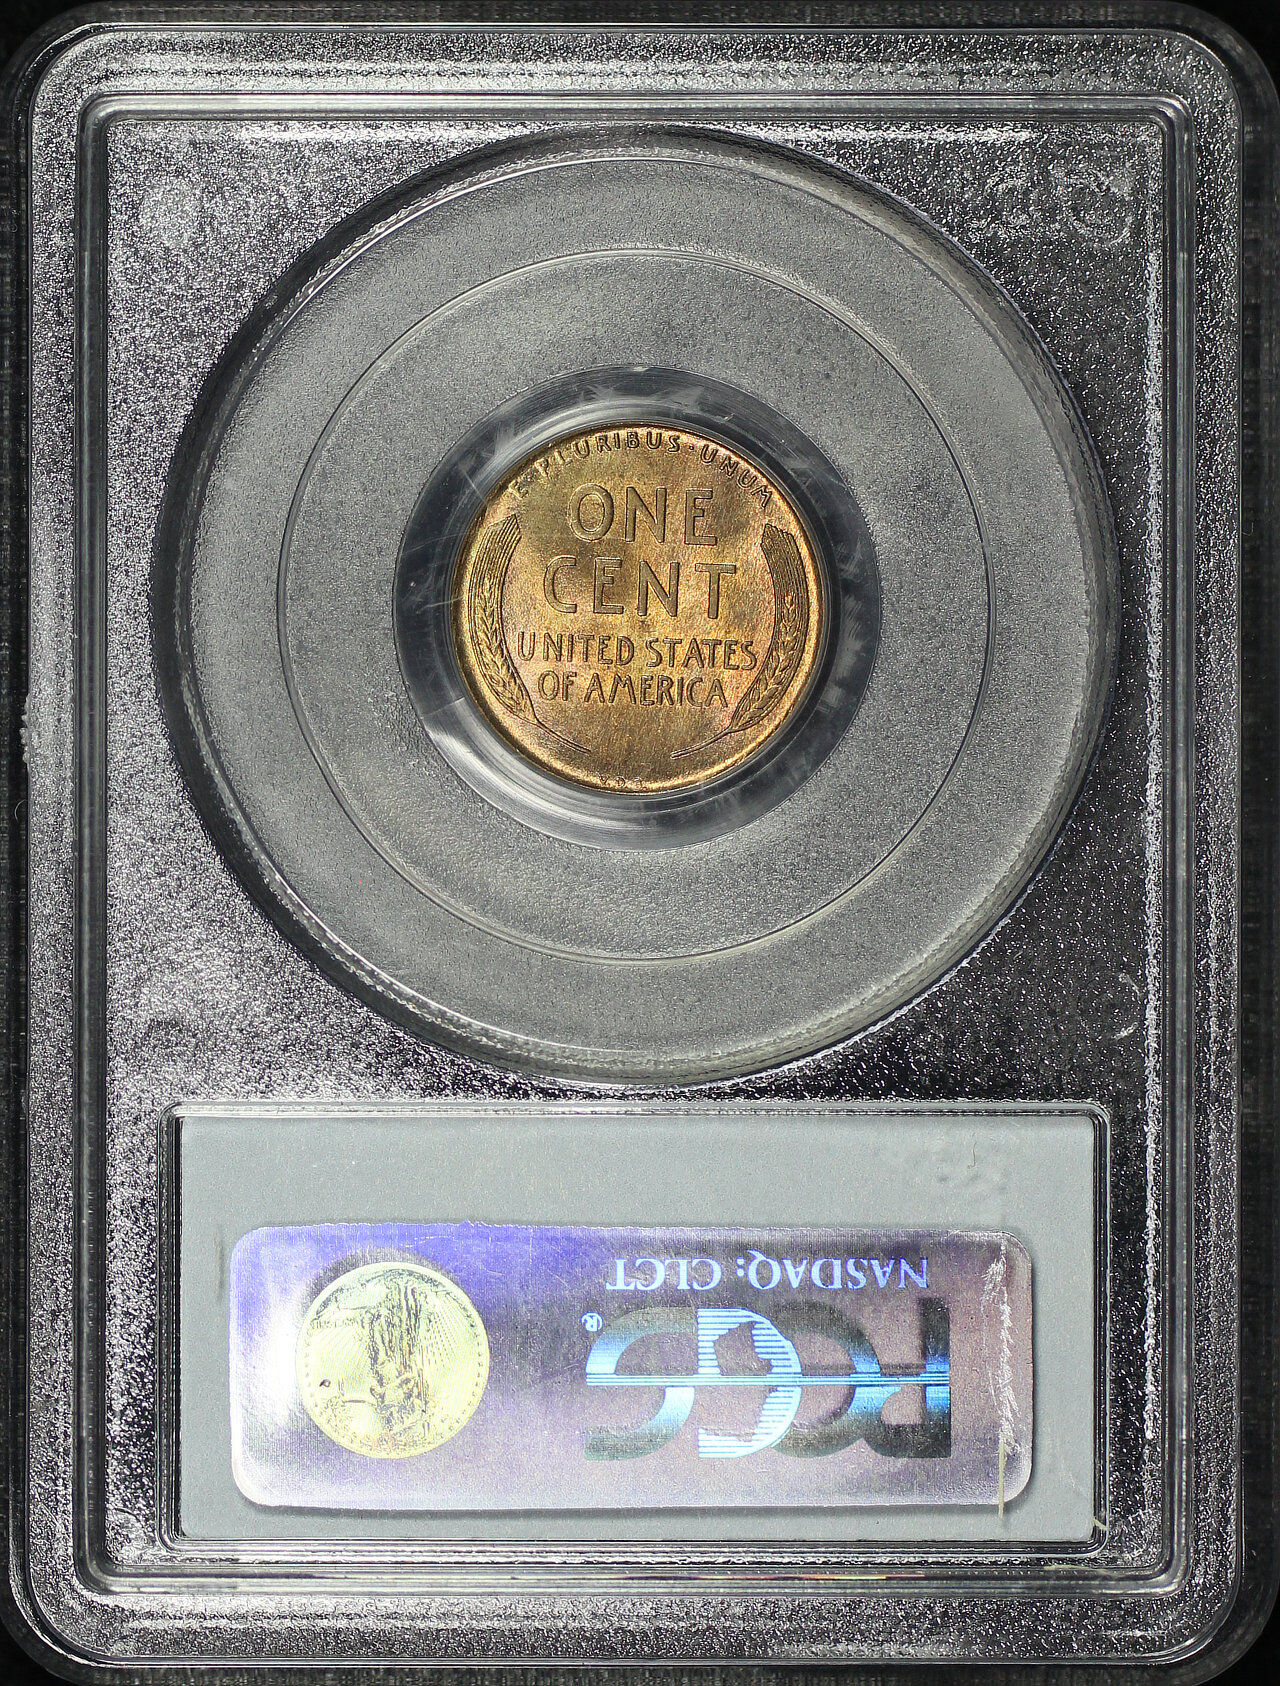 E·PLURIBUS·UNUM
ONE
CENT
UNITED STATES
OF AMERICA
NASDAQ: CLCT
PCGS®